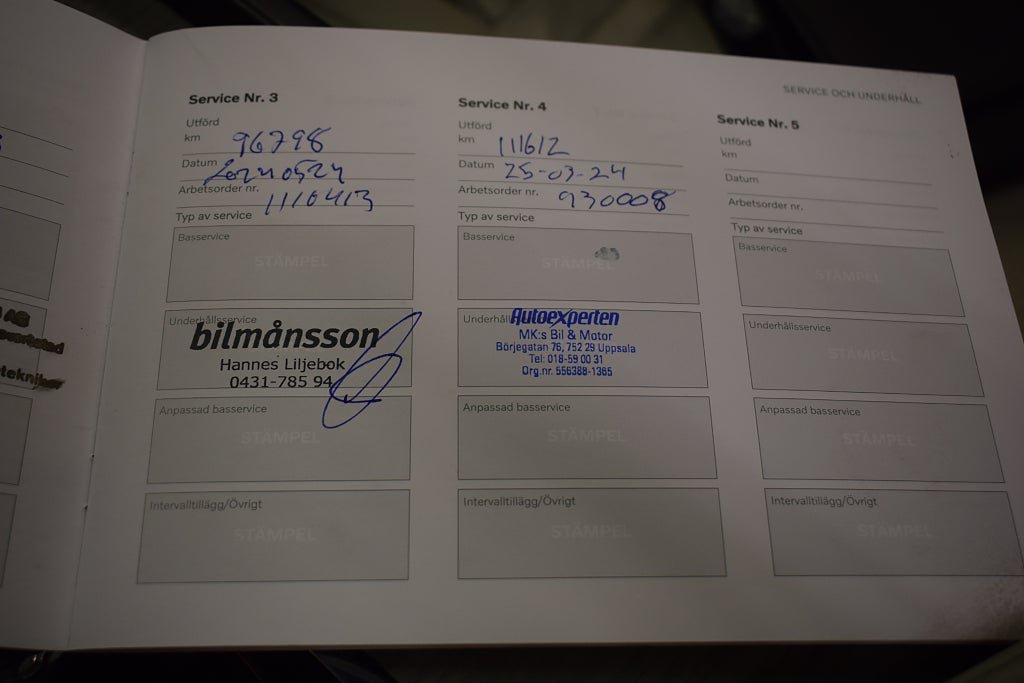 SERVICE OCH UNDERHÅLL
Service Nr. 3
Utförd
km 96798
Datum 20240524
Arbetsorder nr. 1110413
Typ av service
Basservice
STÄMPEL
Underhållsservice
bilmånsson
Hannes Liljebok
0431-785 94
Anpassad basservice
STÄMPEL
Intervalltillägg/Övrigt
STÄMPEL
Service Nr. 4
Utförd
km 111612
Datum 25-03-24
Arbetsorder nr. 930008
Typ av service
Basservice
STÄMPEL
Autoexperten
MK:s Bil & Motor
Börjegatan 76, 752 29 Uppsala
Tel: 018-59 00 31
Org.nr. 556388-1365
Anpassad basservice
STÄMPEL
Intervalltillägg/Övrigt
STÄMPEL
Service Nr. 5
Utförd
km
Datum
Arbetsorder nr.
Typ av service
Basservice
STÄMPEL
Underhållsservice
STÄMPEL
Anpassad basservice
STÄMPEL
Intervalltillägg/Övrigt
STÄMPEL
AB